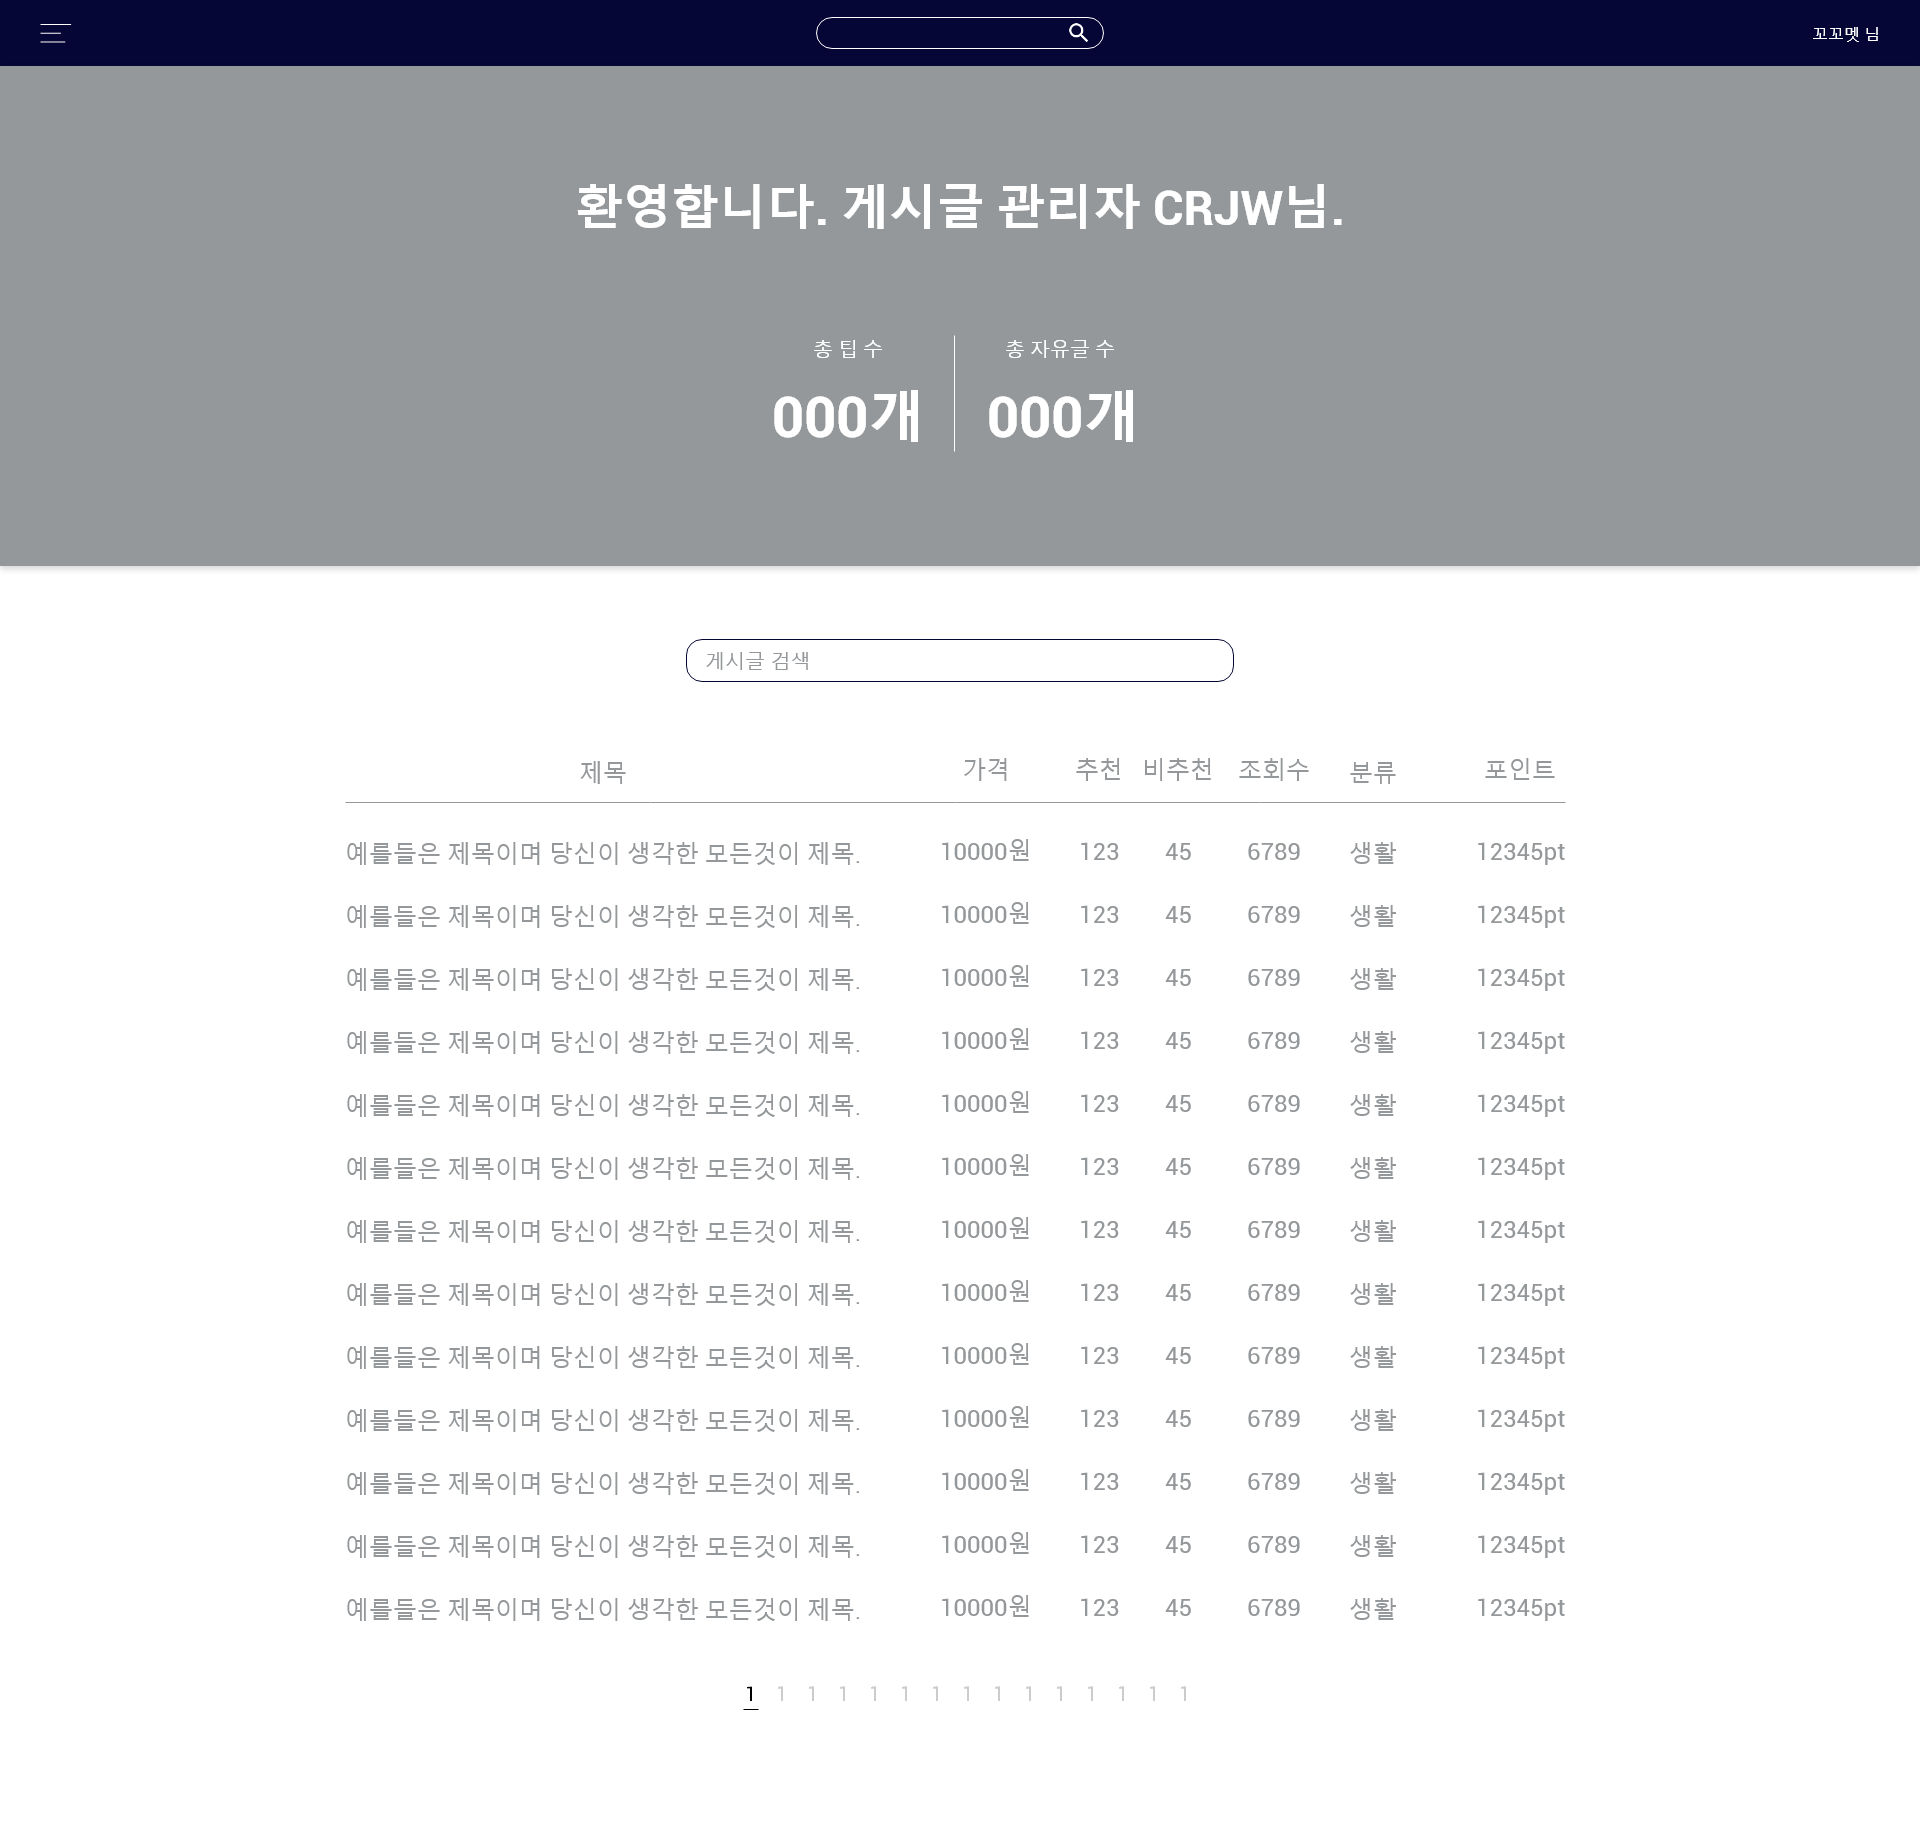 꼬꼬멧 님
환영합니다. 게시글 관리자 CRJW님.
총 팁 수 총 자유글 수
000개 000개
게시글 검색
제목 가격 추천 비추천 조회수 분류 포인트
예를들은 제목이며 당신이 생각한 모든것이 제목. 10000원 123 45 6789 생활 12345pt
예를들은 제목이며 당신이 생각한 모든것이 제목. 10000원 123 45 6789 생활 12345pt
예를들은 제목이며 당신이 생각한 모든것이 제목. 10000원 123 45 6789 생활 12345pt
예를들은 제목이며 당신이 생각한 모든것이 제목. 10000원 123 45 6789 생활 12345pt
예를들은 제목이며 당신이 생각한 모든것이 제목. 10000원 123 45 6789 생활 12345pt
예를들은 제목이며 당신이 생각한 모든것이 제목. 10000원 123 45 6789 생활 12345pt
예를들은 제목이며 당신이 생각한 모든것이 제목. 10000원 123 45 6789 생활 12345pt
예를들은 제목이며 당신이 생각한 모든것이 제목. 10000원 123 45 6789 생활 12345pt
예를들은 제목이며 당신이 생각한 모든것이 제목. 10000원 123 45 6789 생활 12345pt
예를들은 제목이며 당신이 생각한 모든것이 제목. 10000원 123 45 6789 생활 12345pt
예를들은 제목이며 당신이 생각한 모든것이 제목. 10000원 123 45 6789 생활 12345pt
예를들은 제목이며 당신이 생각한 모든것이 제목. 10000원 123 45 6789 생활 12345pt
예를들은 제목이며 당신이 생각한 모든것이 제목. 10000원 123 45 6789 생활 12345pt
1 1 1 1 1 1 1 1 1 1 1 1 1 1 1